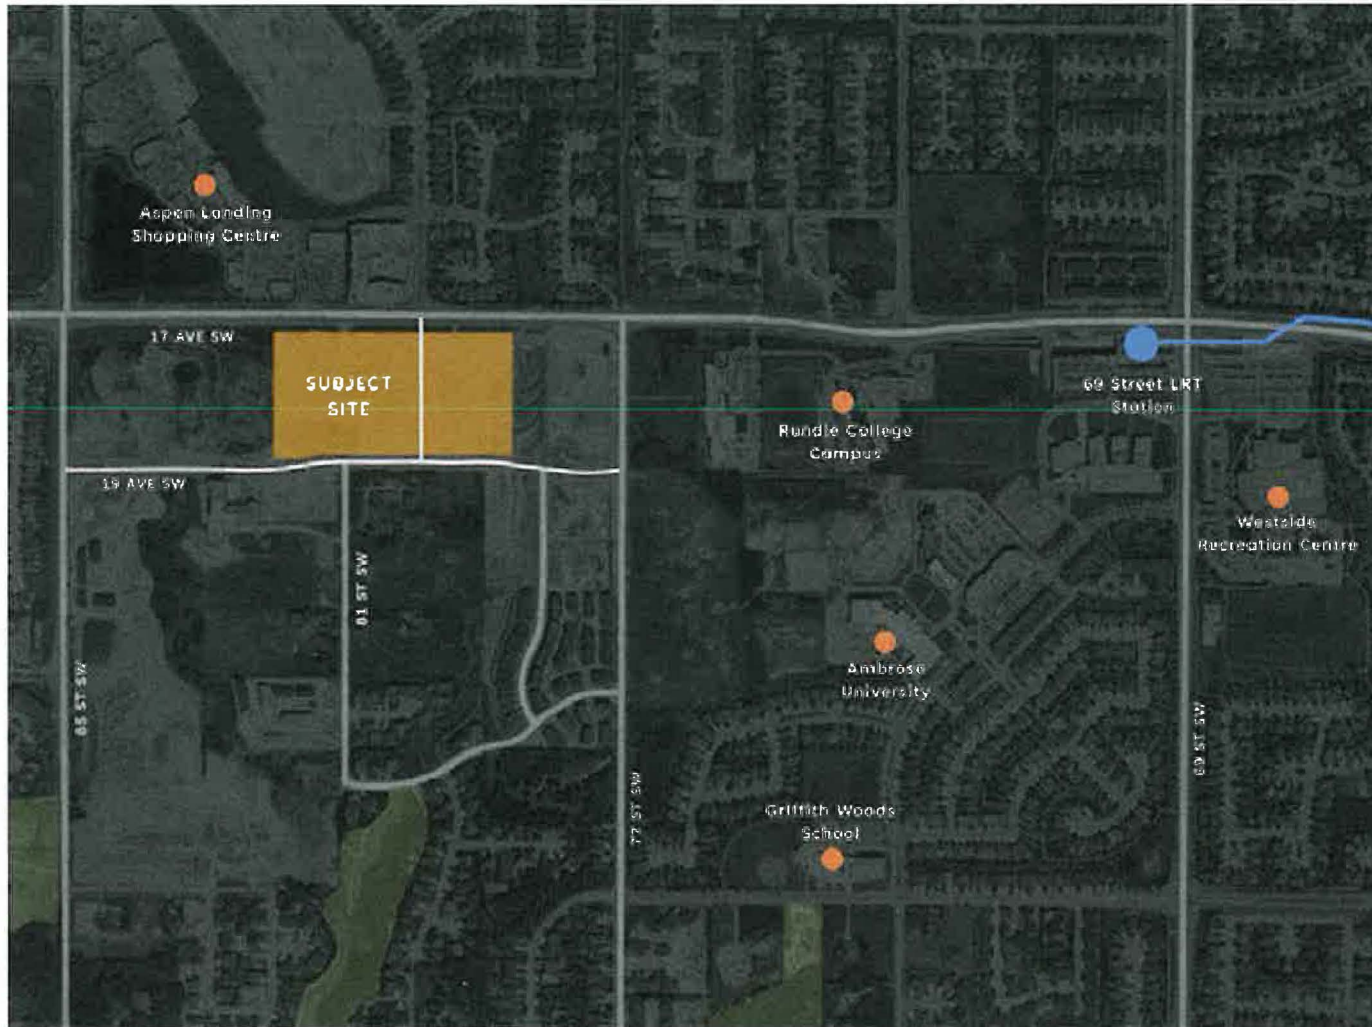 Aspen Landing
Shopping Centre
17 AVE SW
SUBJECT
SITE
69 Street LRT
Station
Rundle College
Campus
19 AVE SW
Westside
Recreation Centre
81 ST SW
Ambrose
University
85 ST SW
69 ST SW
77 ST SW
Griffith Woods
School